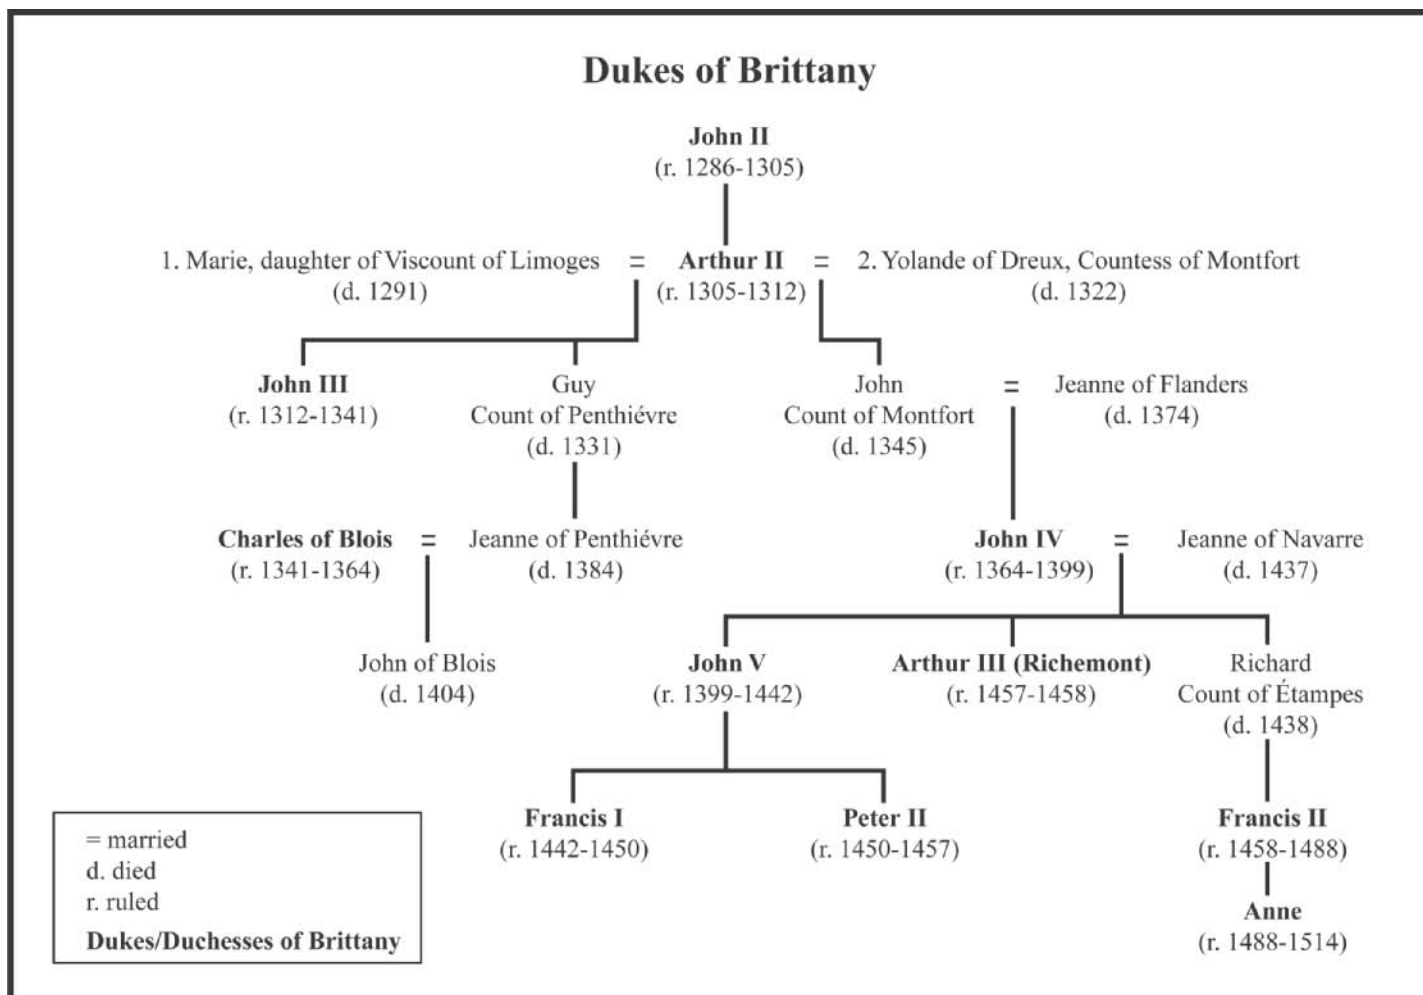 Dukes of Brittany
John II
(r. 1286-1305)
1. Marie, daughter of Viscount of Limoges = Arthur II = 2. Yolande of Dreux, Countess of Montfort
(d. 1291) (r. 1305-1312) (d. 1322)
John III Guy John = Jeanne of Flanders
(r. 1312-1341) Count of Penthiévre Count of Montfort (d. 1374)
(d. 1331) (d. 1345)
Charles of Blois = Jeanne of Penthiévre John IV = Jeanne of Navarre
(r. 1341-1364) (d. 1384) (r. 1364-1399) (d. 1437)
John of Blois John V Arthur III (Richemont) Richard
(d. 1404) (r. 1399-1442) (r. 1457-1458) Count of Étampes
(d. 1438)
Francis I Peter II Francis II
(r. 1442-1450) (r. 1450-1457) (r. 1458-1488)
Anne
(r. 1488-1514)
= married
d. died
r. ruled
Dukes/Duchesses of Brittany